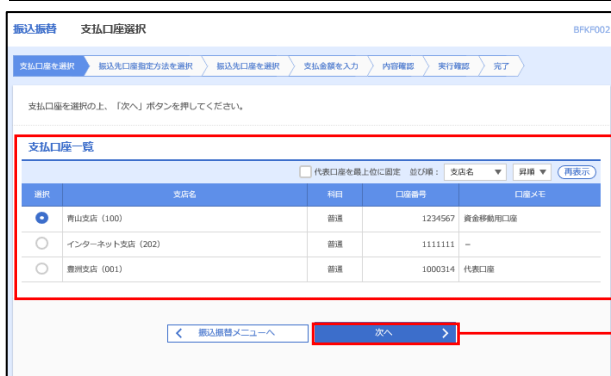 振込振替 支払口座選択 BFKF002
支払口座を選択 振込先口座指定方法を選択 振込先口座を選択 支払金額を入力 内容確認 実行確認 完了
支払口座を選択の上、「次へ」ボタンを押してください。
支払口座一覧
代表口座を最上位に固定 並び順： 支店名 ▼ 昇順 ▼ 再表示
選択 支店名 科目 口座番号 口座メモ
青山支店（100） 普通 1234567 資金移動用口座
インターネット支店（202） 普通 1111111 －
豊洲支店（001） 普通 1000314 代表口座
振込振替メニューへ 次へ